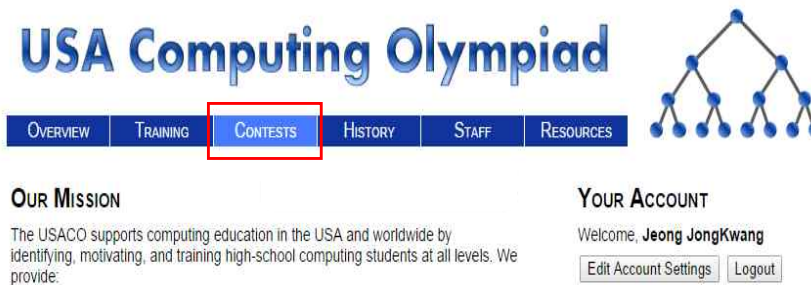 USA Computing Olympiad
OVERVIEW TRAINING CONTESTS HISTORY STAFF RESOURCES
OUR MISSION
The USACO supports computing education in the USA and worldwide by
identifying, motivating, and training high-school computing students at all levels. We
provide:
YOUR ACCOUNT
Welcome, Jeong JongKwang
Edit Account Settings Logout